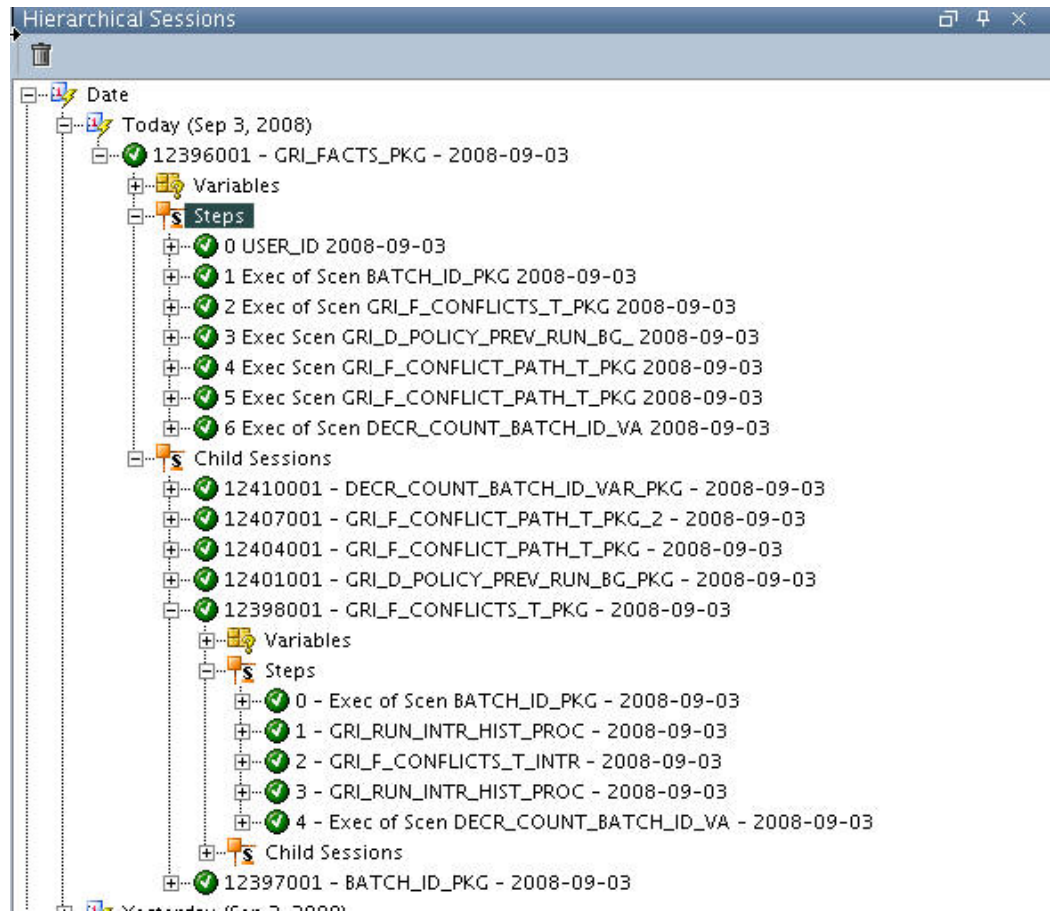 Hierarchical Sessions
Date
Today (Sep 3, 2008)
12396001 - GRI_FACTS_PKG - 2008-09-03
Variables
Steps
0 USER_ID 2008-09-03
1 Exec of Scen BATCH_ID_PKG 2008-09-03
2 Exec of Scen GRI_F_CONFLICTS_T_PKG 2008-09-03
3 Exec Scen GRI_D_POLICY_PREV_RUN_BG_ 2008-09-03
4 Exec Scen GRI_F_CONFLICT_PATH_T_PKG 2008-09-03
5 Exec Scen GRI_F_CONFLICT_PATH_T_PKG 2008-09-03
6 Exec of Scen DECR_COUNT_BATCH_ID_VA 2008-09-03
Child Sessions
12410001 - DECR_COUNT_BATCH_ID_VAR_PKG - 2008-09-03
12407001 - GRI_F_CONFLICT_PATH_T_PKG_2 - 2008-09-03
12404001 - GRI_F_CONFLICT_PATH_T_PKG - 2008-09-03
12401001 - GRI_D_POLICY_PREV_RUN_BG_PKG - 2008-09-03
12398001 - GRI_F_CONFLICTS_T_PKG - 2008-09-03
Variables
Steps
0 - Exec of Scen BATCH_ID_PKG - 2008-09-03
1 - GRI_RUN_INTR_HIST_PROC - 2008-09-03
2 - GRI_F_CONFLICTS_T_INTR - 2008-09-03
3 - GRI_RUN_INTR_HIST_PROC - 2008-09-03
4 - Exec of Scen DECR_COUNT_BATCH_ID_VA - 2008-09-03
Child Sessions
12397001 - BATCH_ID_PKG - 2008-09-03
Yesterday (Sep 2, 2008)